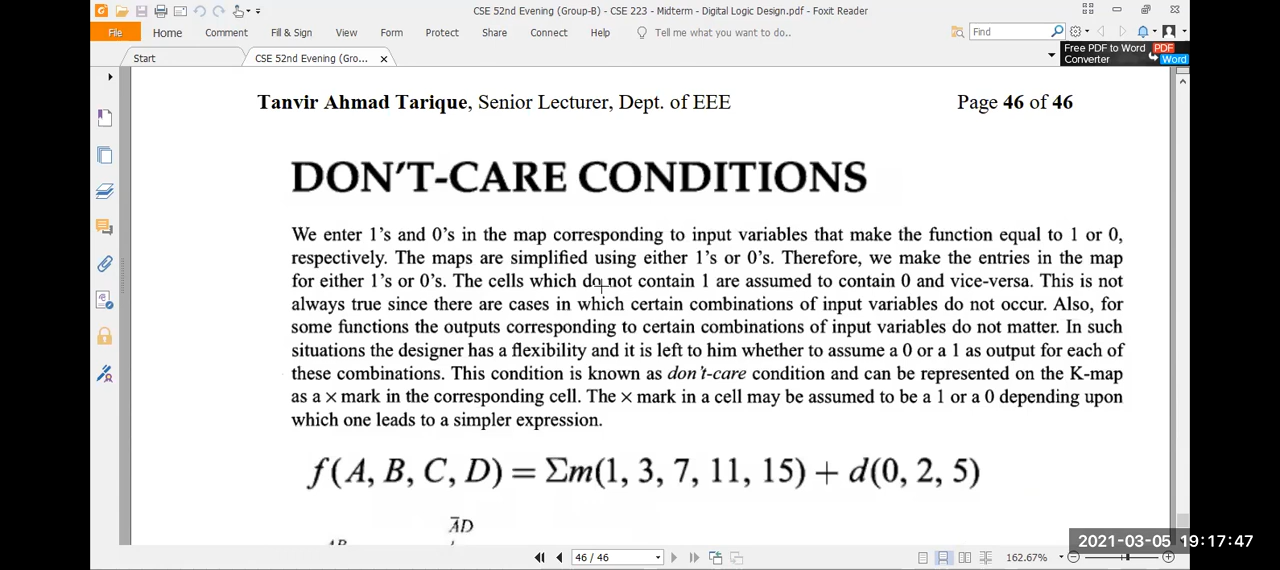 CSE 52nd Evening (Group-B) - CSE 223 - Midterm - Digital Logic Design.pdf - Foxit Reader
File Home Comment Fill & Sign View Form Protect Share Connect Help Tell me what you want to do.. Find
Start CSE 52nd Evening (Gro... Free PDF to Word Converter PDF Word
Tanvir Ahmad Tarique, Senior Lecturer, Dept. of EEE Page 46 of 46
DON'T-CARE CONDITIONS
We enter 1's and 0's in the map corresponding to input variables that make the function equal to 1 or 0,
respectively. The maps are simplified using either 1's or 0's. Therefore, we make the entries in the map
for either 1's or 0's. The cells which do not contain 1 are assumed to contain 0 and vice-versa. This is not
always true since there are cases in which certain combinations of input variables do not occur. Also, for
some functions the outputs corresponding to certain combinations of input variables do not matter. In such
situations the designer has a flexibility and it is left to him whether to assume a 0 or a 1 as output for each of
these combinations. This condition is known as don't-care condition and can be represented on the K-map
as a × mark in the corresponding cell. The × mark in a cell may be assumed to be a 1 or a 0 depending upon
which one leads to a simpler expression.
f(A, B, C, D) = Σm(1, 3, 7, 11, 15) + d(0, 2, 5)
A̅D
AB
2021-03-05 19:17:47
46 / 46 162.67%